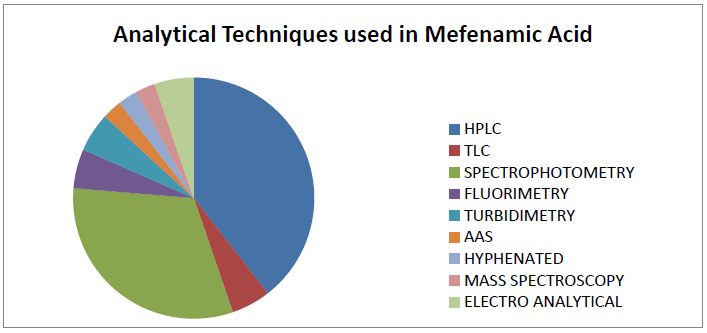 Analytical Techniques used in Mefenamic Acid
HPLC
TLC
SPECTROPHOTOMETRY
FLUORIMETRY
TURBIDIMETRY
AAS
HYPHENATED
MASS SPECTROSCOPY
ELECTRO ANALYTICAL